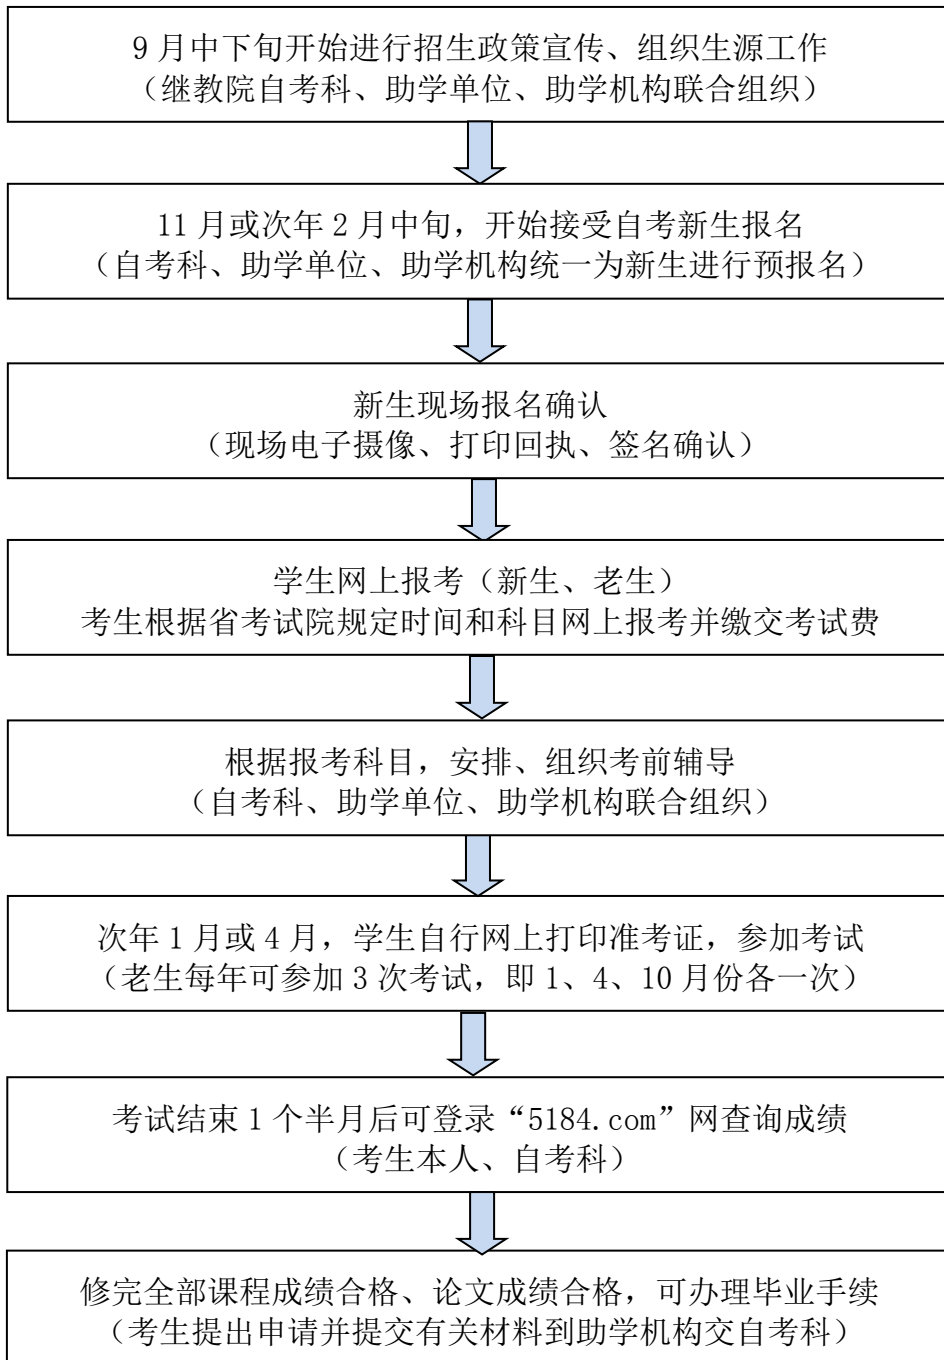 9 月中下旬开始进行招生政策宣传、组织生源工作
（继教院自考科、助学单位、助学机构联合组织）
11 月或次年 2 月中旬，开始接受自考新生报名
（自考科、助学单位、助学机构统一为新生进行预报名）
新生现场报名确认
（现场电子摄像、打印回执、签名确认）
学生网上报考（新生、老生）
考生根据省考试院规定时间和科目网上报考并缴交考试费
根据报考科目，安排、组织考前辅导
（自考科、助学单位、助学机构联合组织）
次年 1 月或 4 月，学生自行网上打印准考证，参加考试
（老生每年可参加 3 次考试，即 1、4、10 月份各一次）
考试结束 1 个半月后可登录“5184.com”网查询成绩
（考生本人、自考科）
修完全部课程成绩合格、论文成绩合格，可办理毕业手续
（考生提出申请并提交有关材料到助学机构交自考科）